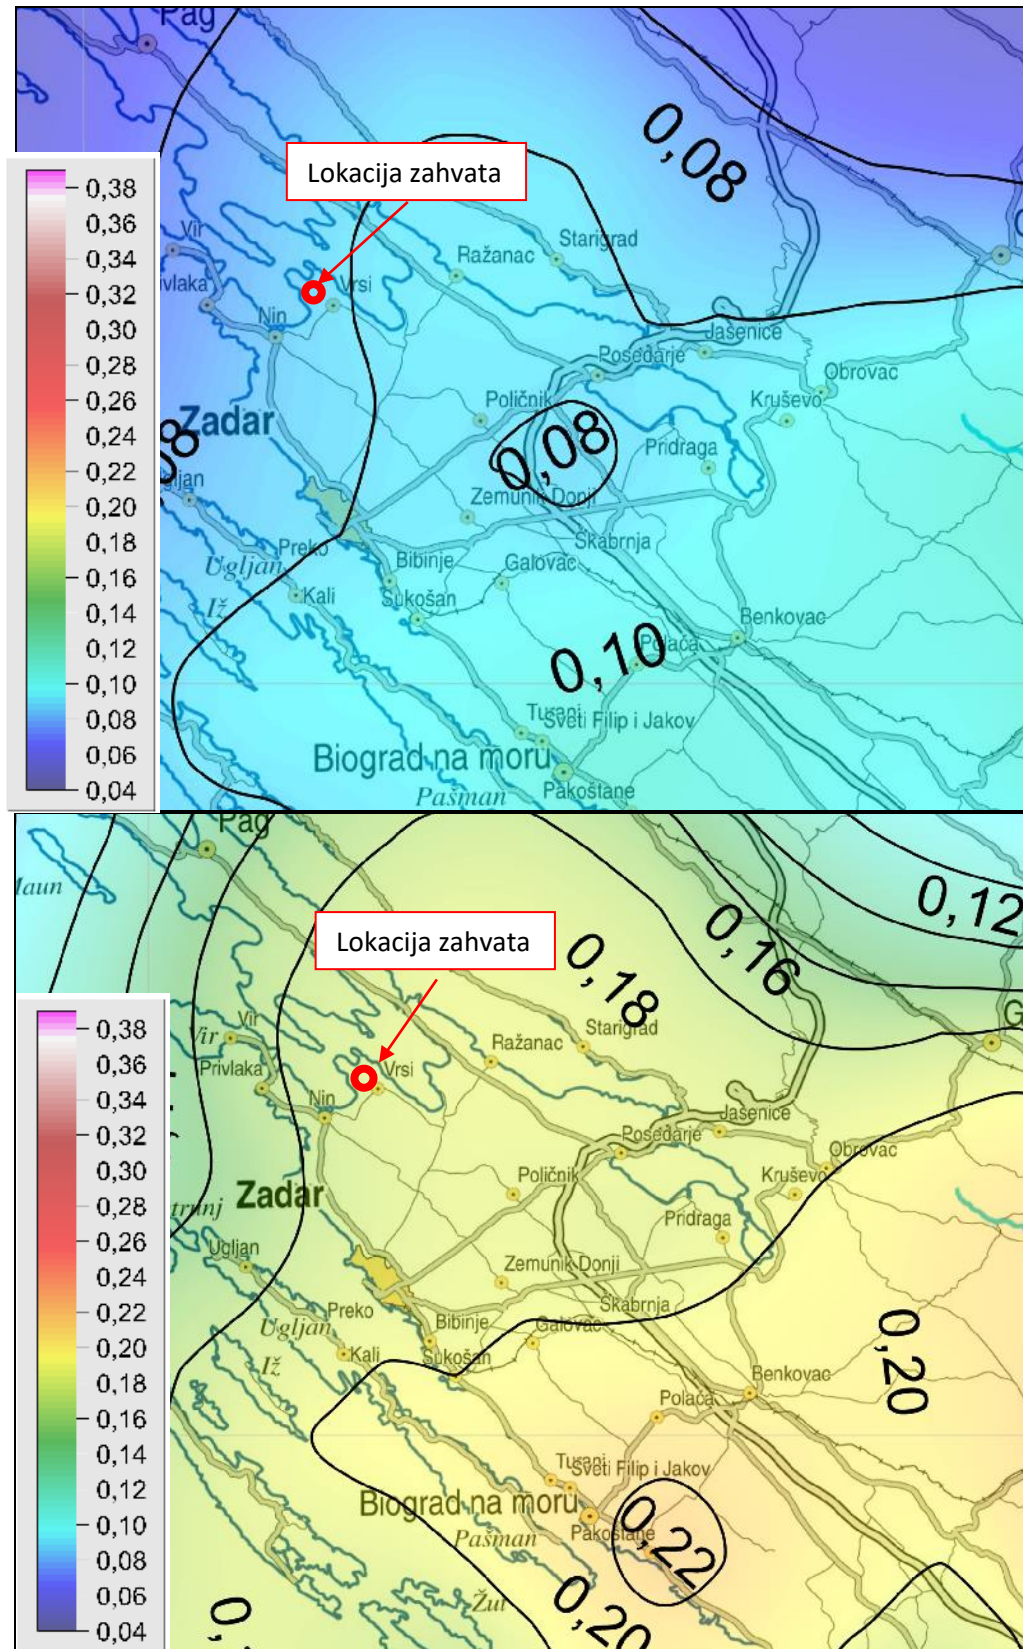 Pag
0,08
Lokacija zahvata
0,38
0,36
0,34
0,32
0,30
0,28
0,26
0,24
0,22
0,20
0,18
0,16
0,14
0,12
0,10
0,08
0,06
0,04
Vir
Starigrad
Ražanac
Vrsi
Nin
Jasenice
Posedarje
Obrovac
Poličnik
Kruševo
Zadar
0,08
Pridraga
Zemunik Donji
Škabrnja
Preko
Bibinje
Galovac
Ugljan
Iž
Kali
Sukošan
Benkovac
0,10
Polača
Turanj
Sveti Filip i Jakov
Biograd na moru
Pašman
Pakoštane
Pag
Maun
0,12
Lokacija zahvata
0,16
0,18
0,38
0,36
0,34
0,32
0,30
0,28
0,26
0,24
0,22
0,20
0,18
0,16
0,14
0,12
0,10
0,08
0,06
0,04
Vir
Vir
Starigrad
Ražanac
Privlaka
Vrsi
Nin
Jasenice
Posedarje
Obrovac
Poličnik
Kruševo
Zadar
Pridraga
Ugljan
Zemunik Donji
Preko
Škabrnja
Ugljan
Bibinje
Galovac
Iž
Kali
Sukošan
0,20
Benkovac
Polača
Turanj
Sveti Filip i Jakov
Biograd na moru
Pašman
Pakoštane
0,22
Žut
0,20